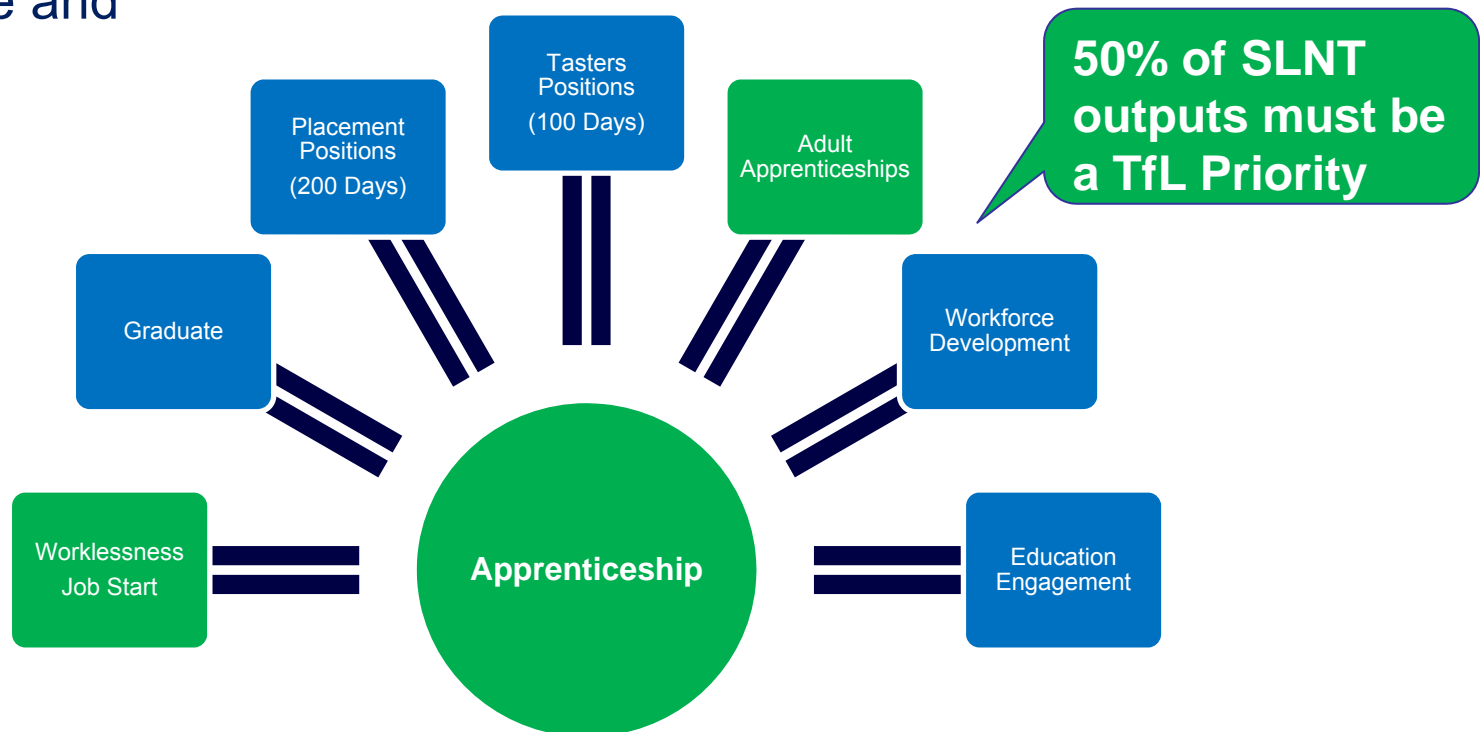 e and
50% of SLNT
outputs must be
a TfL Priority
Tasters
Positions
(100 Days)
Placement
Positions
(200 Days)
Adult
Apprenticeships
Graduate
Workforce
Development
Worklessness
Job Start
Apprenticeship
Education
Engagement